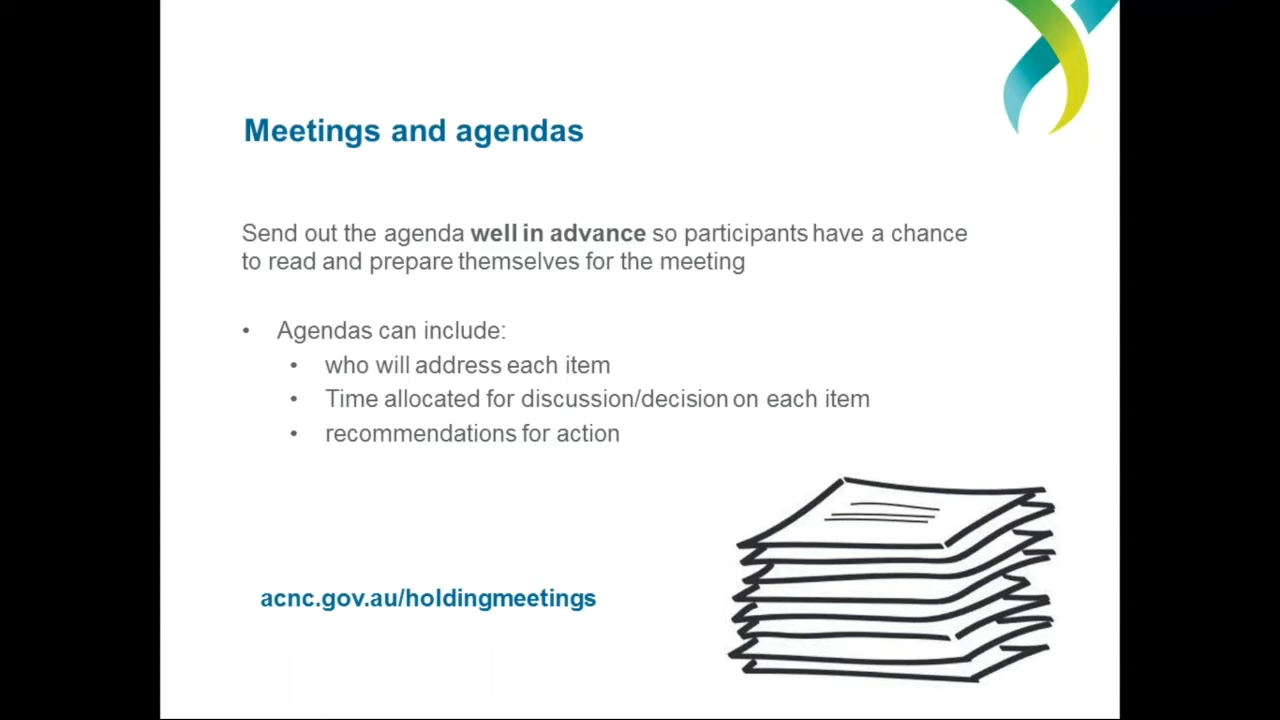 Meetings and agendas
Send out the agenda well in advance so participants have a chance
to read and prepare themselves for the meeting
• Agendas can include:
• who will address each item
• Time allocated for discussion/decision on each item
• recommendations for action
acnc.gov.au/holdingmeetings